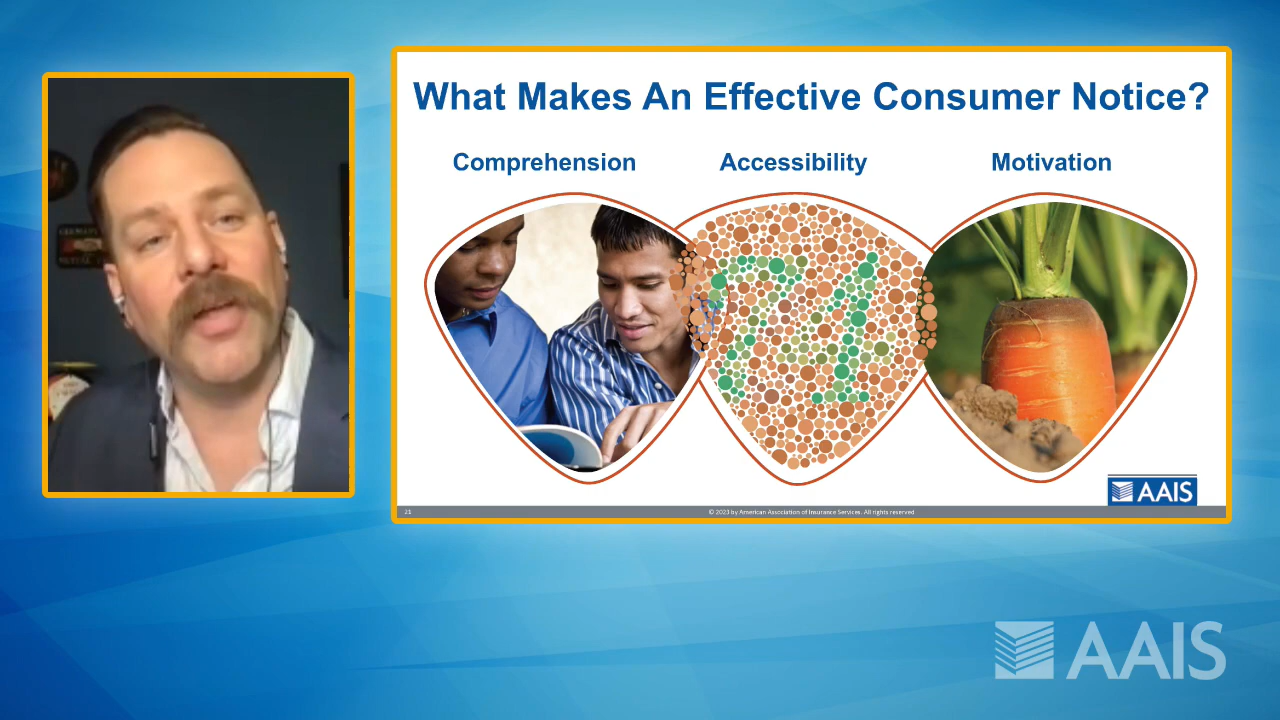 What Makes An Effective Consumer Notice?
Comprehension
Accessibility
Motivation
74
AAIS
21
© 2023 by American Association of Insurance Services. All rights reserved
AAIS